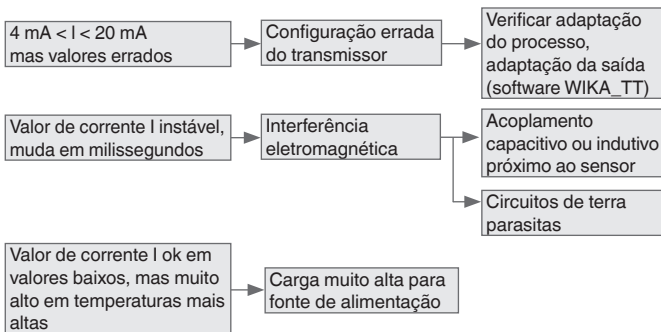 4 mA < I < 20 mA
mas valores errados
Configuração errada
do transmissor
Verificar adaptação
do processo,
adaptação da saída
(software WIKA_TT)
Valor de corrente I instável,
muda em milissegundos
Interferência
eletromagnética
Acoplamento
capacitivo ou indutivo
próximo ao sensor
Circuitos de terra
parasitas
Valor de corrente I ok em
valores baixos, mas muito
alto em temperaturas mais
altas
Carga muito alta para
fonte de alimentação